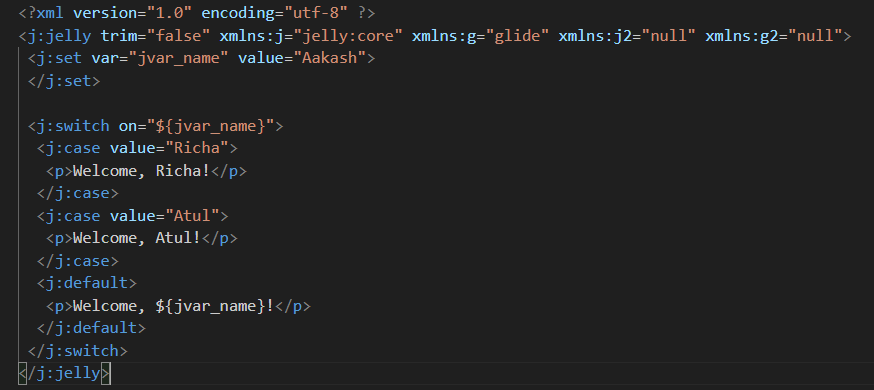 <?xml version="1.0" encoding="utf-8" ?>
<j:jelly trim="false" xmlns:j="jelly:core" xmlns:g="glide" xmlns:j2="null" xmlns:g2="null">
<j:set var="jvar_name" value="Aakash">
</j:set>
<j:switch on="${jvar_name}">
<j:case value="Richa">
<p>Welcome, Richa!</p>
</j:case>
<j:case value="Atul">
<p>Welcome, Atul!</p>
</j:case>
<j:default>
<p>Welcome, ${jvar_name}!</p>
</j:default>
</j:switch>
</j:jelly>